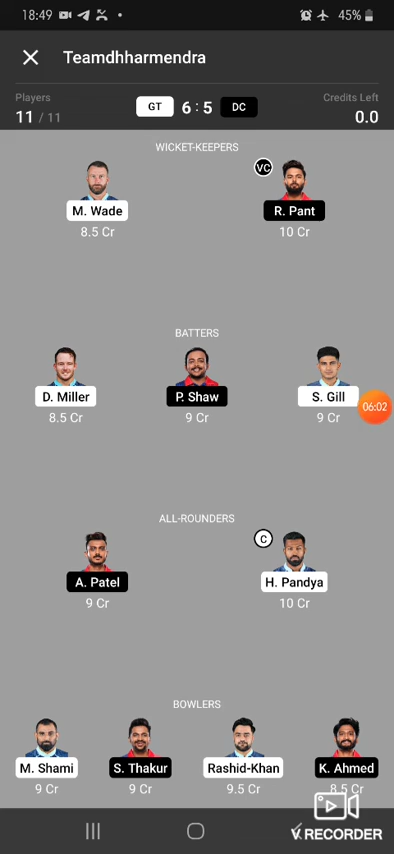 18:49 45%
Teamdhharmendra
Players Credits Left
11 / 11 GT 6 : 5 DC 0.0
WICKET-KEEPERS
VC
M. Wade R. Pant
8.5 Cr 10 Cr
BATTERS
D. Miller P. Shaw S. Gill
06:02
8.5 Cr 9 Cr 9 Cr
ALL-ROUNDERS
C
A. Patel H. Pandya
9 Cr 10 Cr
BOWLERS
M. Shami S. Thakur Rashid-Khan K. Ahmed
9 Cr 9 Cr 9.5 Cr 8.5 Cr
V.RECORDER